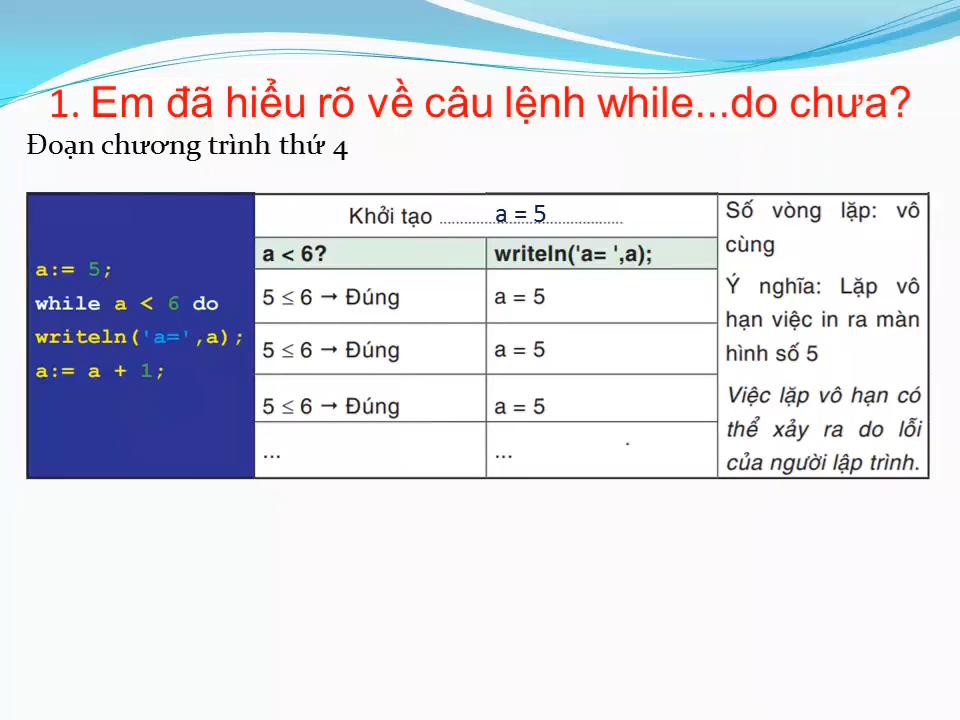 1. Em đã hiểu rõ về câu lệnh while...do chưa?
Đoạn chương trình thứ 4
a:= 5;
while a < 6 do
writeln('a=',a);
a:= a + 1;
Khởi tạo ........ a = 5 ........
a < 6?
writeln('a= ',a);
5 ≤ 6 → Đúng
a = 5
5 ≤ 6 → Đúng
a = 5
5 ≤ 6 → Đúng
a = 5
...
...
Số vòng lặp: vô
cùng
Ý nghĩa: Lặp vô
hạn việc in ra màn
hình số 5
Việc lặp vô hạn có
thể xảy ra do lỗi
của người lập trình.